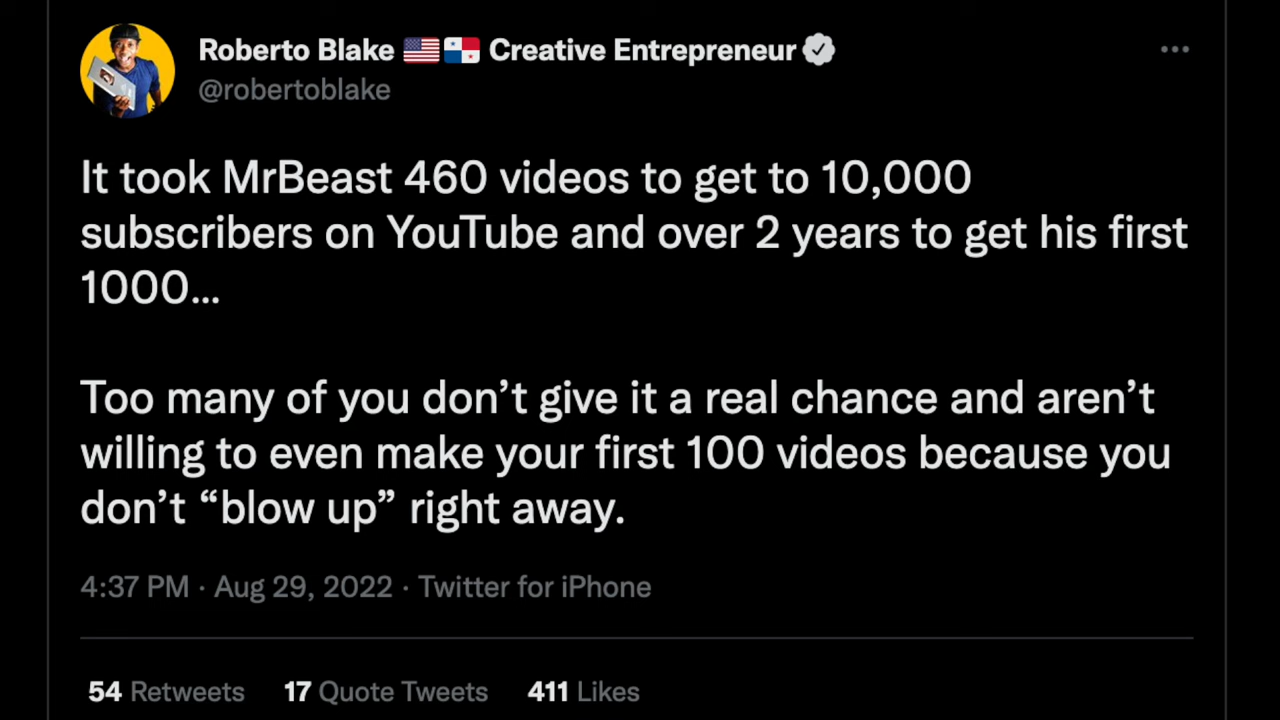 Roberto Blake 🇺🇸🇵🇦 Creative Entrepreneur
@robertoblake
It took MrBeast 460 videos to get to 10,000
subscribers on YouTube and over 2 years to get his first
1000...
Too many of you don’t give it a real chance and aren’t
willing to even make your first 100 videos because you
don’t “blow up” right away.
4:37 PM · Aug 29, 2022 · Twitter for iPhone
54 Retweets 17 Quote Tweets 411 Likes